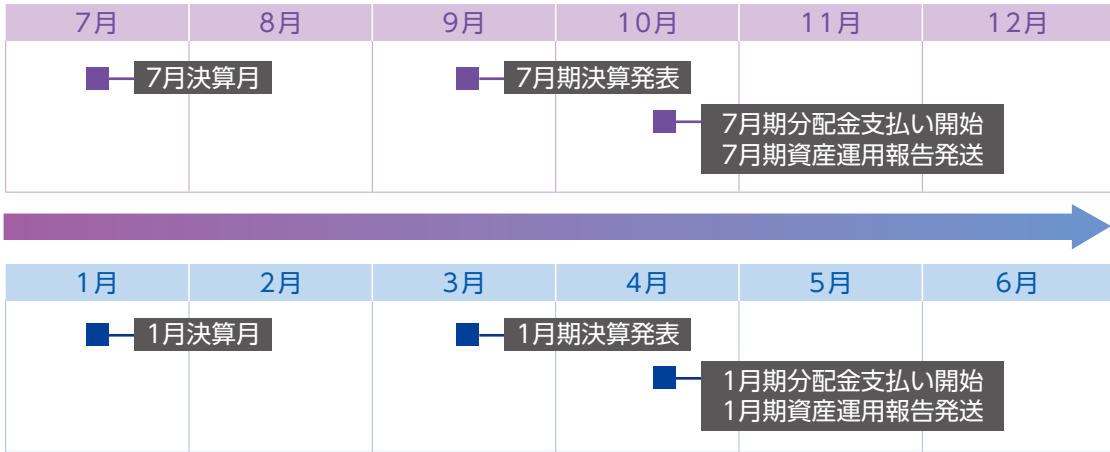 7月 8月 9月 10月 11月 12月
7月決算月 7月期決算発表
7月期分配金支払い開始
7月期資産運用報告発送
1月 2月 3月 4月 5月 6月
1月決算月 1月期決算発表
1月期分配金支払い開始
1月期資産運用報告発送